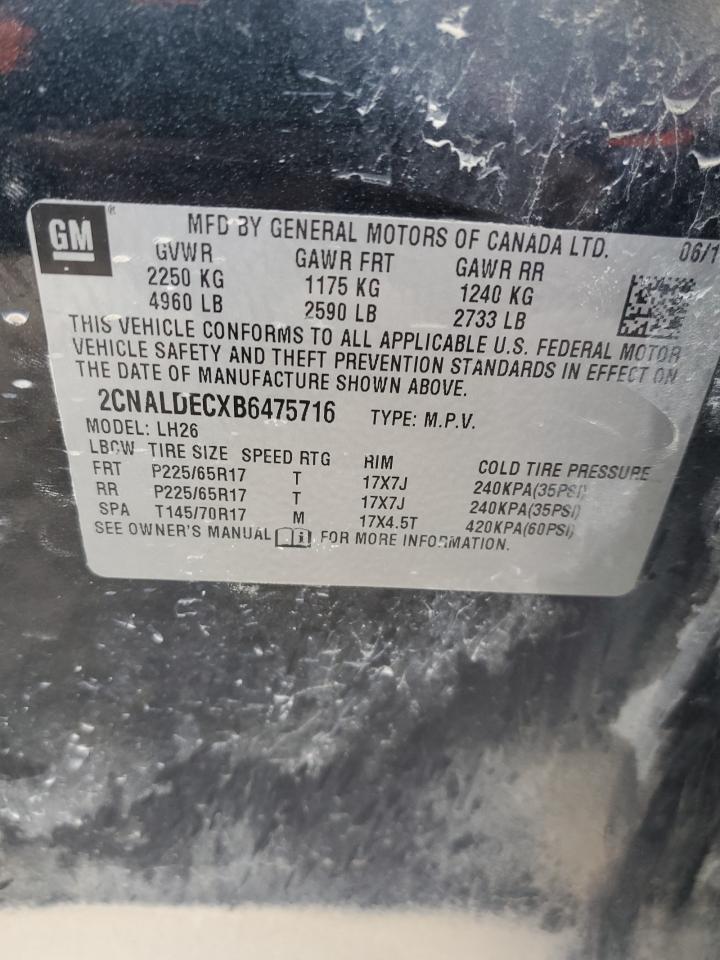 GM
MFD BY GENERAL MOTORS OF CANADA LTD. 06/1
GVWR GAWR FRT GAWR RR
2250 KG 1175 KG 1240 KG
4960 LB 2590 LB 2733 LB
THIS VEHICLE CONFORMS TO ALL APPLICABLE U.S. FEDERAL MOTOR
VEHICLE SAFETY AND THEFT PREVENTION STANDARDS IN EFFECT ON
THE DATE OF MANUFACTURE SHOWN ABOVE.
2CNALDECXB6475716 TYPE: M.P.V.
MODEL: LH26
TIRE SIZE SPEED RTG RIM COLD TIRE PRESSURE
FRT P225/65R17 T 17X7J 240KPA(35PSI)
RR P225/65R17 T 17X7J 240KPA(35PSI)
SPA T145/70R17 M 17X4.5T 420KPA(60PSI)
SEE OWNER'S MANUAL FOR MORE INFORMATION.